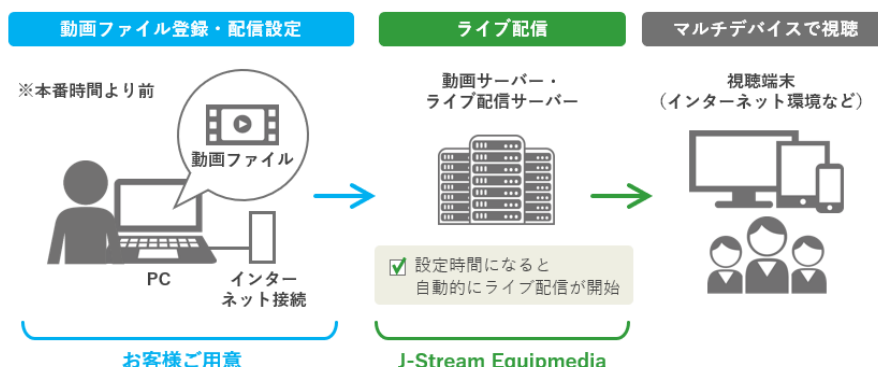 動画ファイル登録・配信設定
ライブ配信
マルチデバイスで視聴
※本番時間より前
動画ファイル
PC
インター
ネット接続
動画サーバー・
ライブ配信サーバー
設定時間になると
自動的にライブ配信が開始
視聴端末
（インターネット環境など）
お客様ご用意
J-Stream Equipmedia